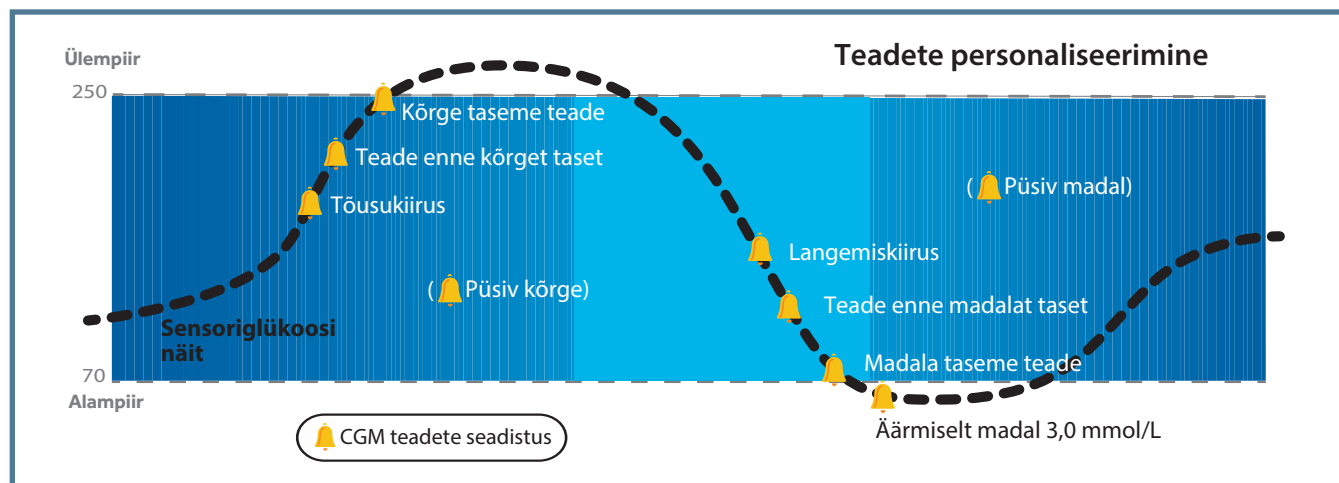 Teadete personaliseerimine
Ülempiir
250
Kõrge taseme teade
Teade enne kõrget taset
( Püsiv madal)
Tõusukiirus
Langemiskiirus
( Püsiv kõrge)
Teade enne madalat taset
Sensoriglükoosi
näit
Madala taseme teade
70
Alampiir
CGM teadete seadistus
Äärmiselt madal 3,0 mmol/L